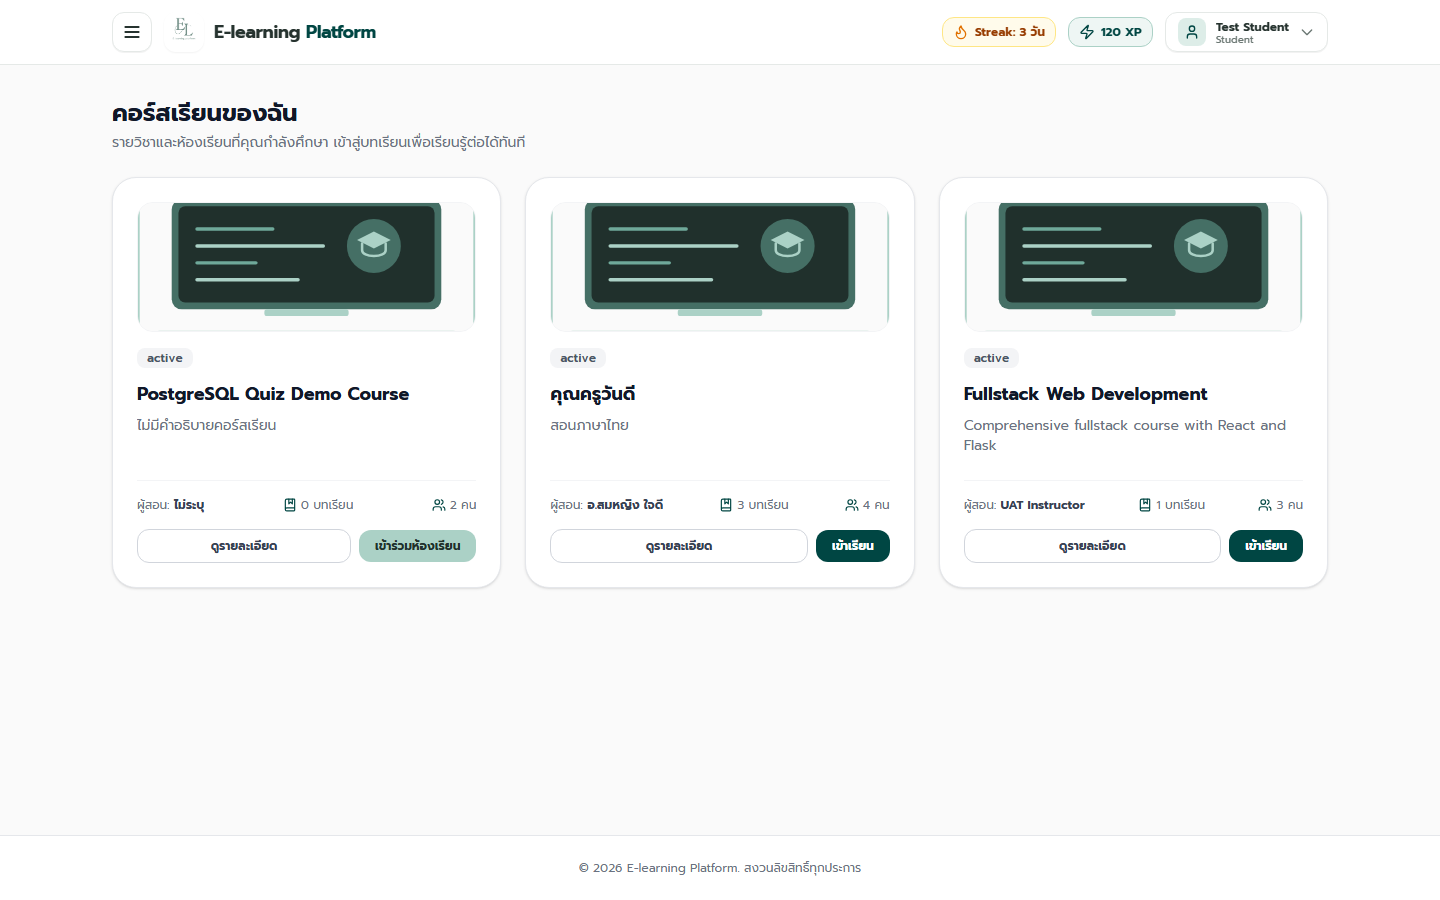 EL
E-learning Platform
Streak: 3 วัน
120 XP
Test Student
Student
คอร์สเรียนของฉัน
รายวิชาและห้องเรียนที่คุณกำลังศึกษา เข้าสู่บทเรียนเพื่อเรียนรู้ต่อได้ทันที
active
PostgreSQL Quiz Demo Course
ไม่มีคำอธิบายคอร์สเรียน
ผู้สอน: ไม่ระบุ
0 บทเรียน
2 คน
ดูรายละเอียด
เข้าร่วมห้องเรียน
active
คุณครูวันดี
สอนภาษาไทย
ผู้สอน: อ.สมหญิง ใจดี
3 บทเรียน
4 คน
ดูรายละเอียด
เข้าเรียน
active
Fullstack Web Development
Comprehensive fullstack course with React and
Flask
ผู้สอน: UAT Instructor
1 บทเรียน
3 คน
ดูรายละเอียด
เข้าเรียน
© 2026 E-learning Platform. สงวนลิขสิทธิ์ทุกประการ